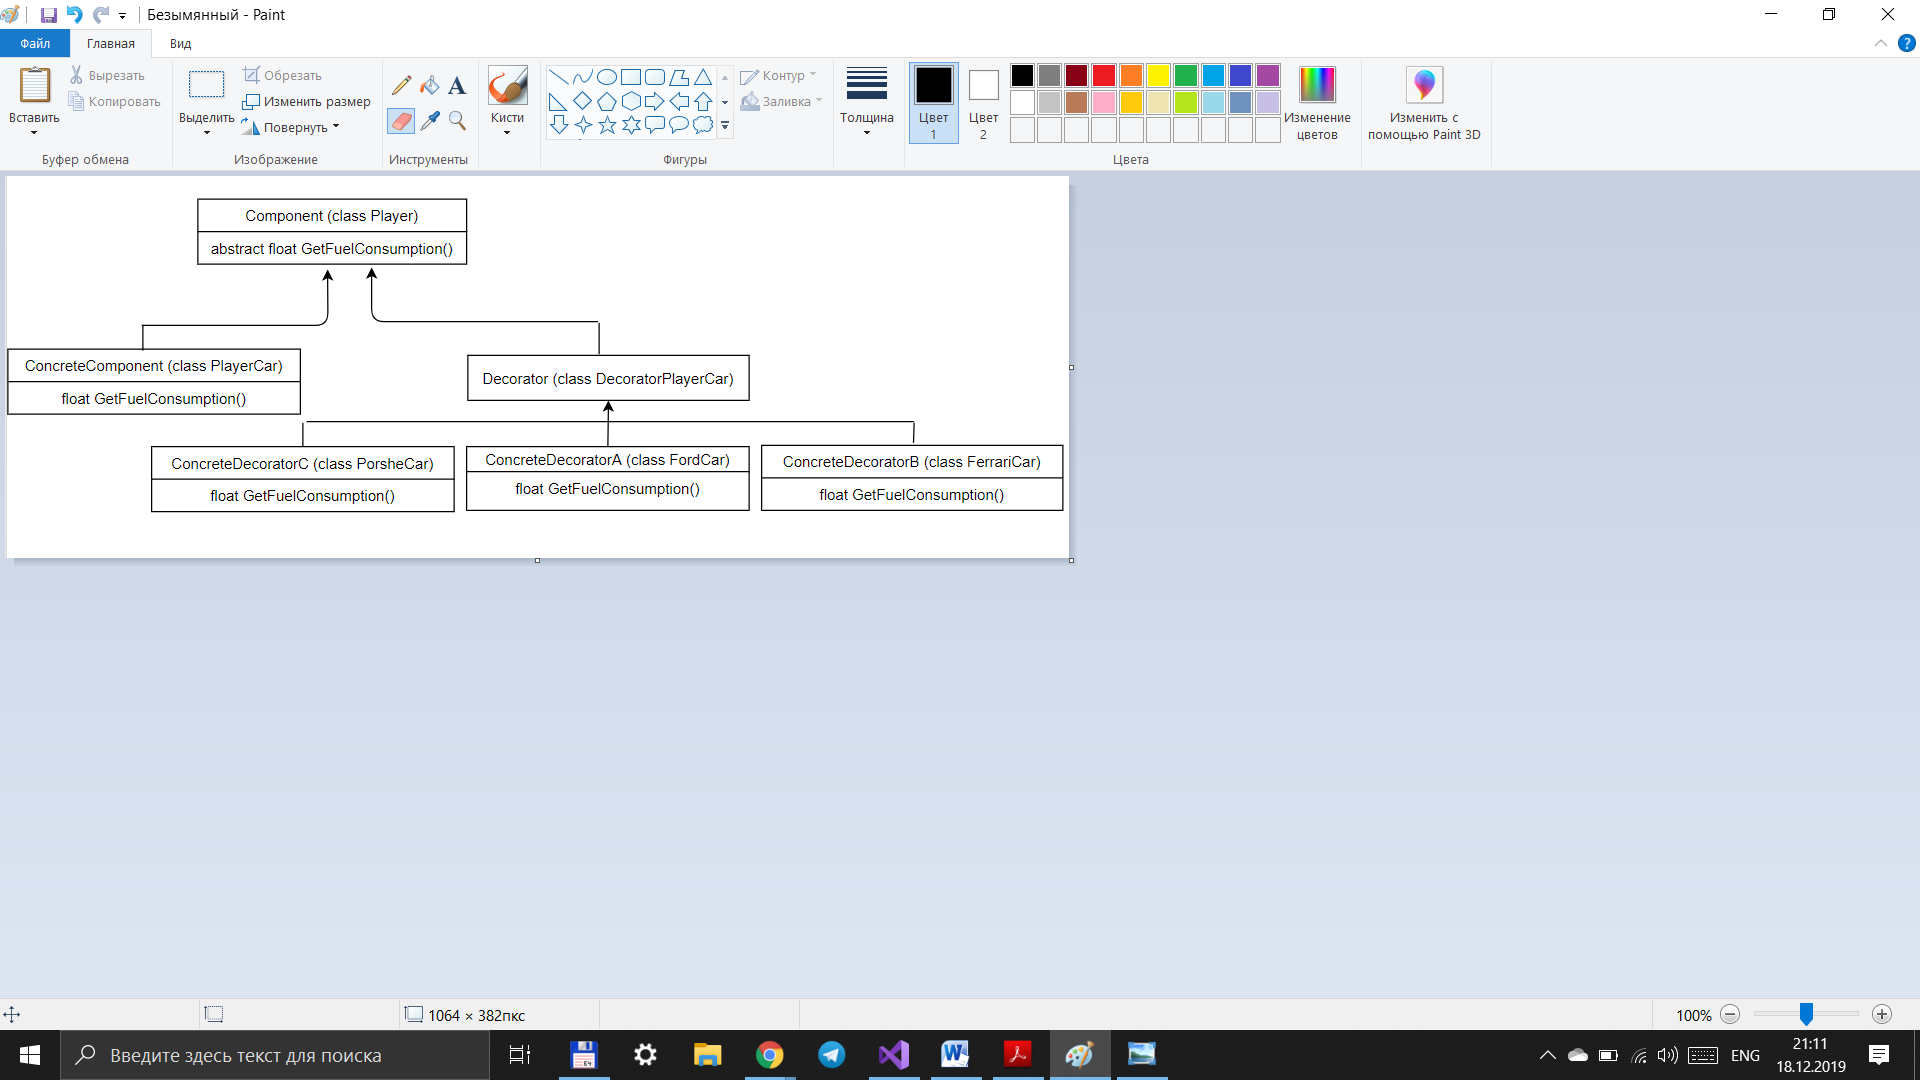 Безымянный - Paint
Файл
Главная
Вид
Вставить
Вырезать
Копировать
Буфер обмена
Выделить
Обрезать
Изменить размер
Повернуть
Изображение
Инструменты
Кисти
Контур
Заливка
Фигуры
Толщина
Цвет
1
Цвет
2
Цвета
Изменение
цветов
Изменить с
помощью Paint 3D
Component (class Player)
abstract float GetFuelConsumption()
ConcreteComponent (class PlayerCar)
float GetFuelConsumption()
Decorator (class DecoratorPlayerCar)
ConcreteDecoratorC (class PorsheCar)
float GetFuelConsumption()
ConcreteDecoratorA (class FordCar)
float GetFuelConsumption()
ConcreteDecoratorB (class FerrariCar)
float GetFuelConsumption()
1064 × 382пкс
100%
Введите здесь текст для поиска
64
ENG
21:11
18.12.2019